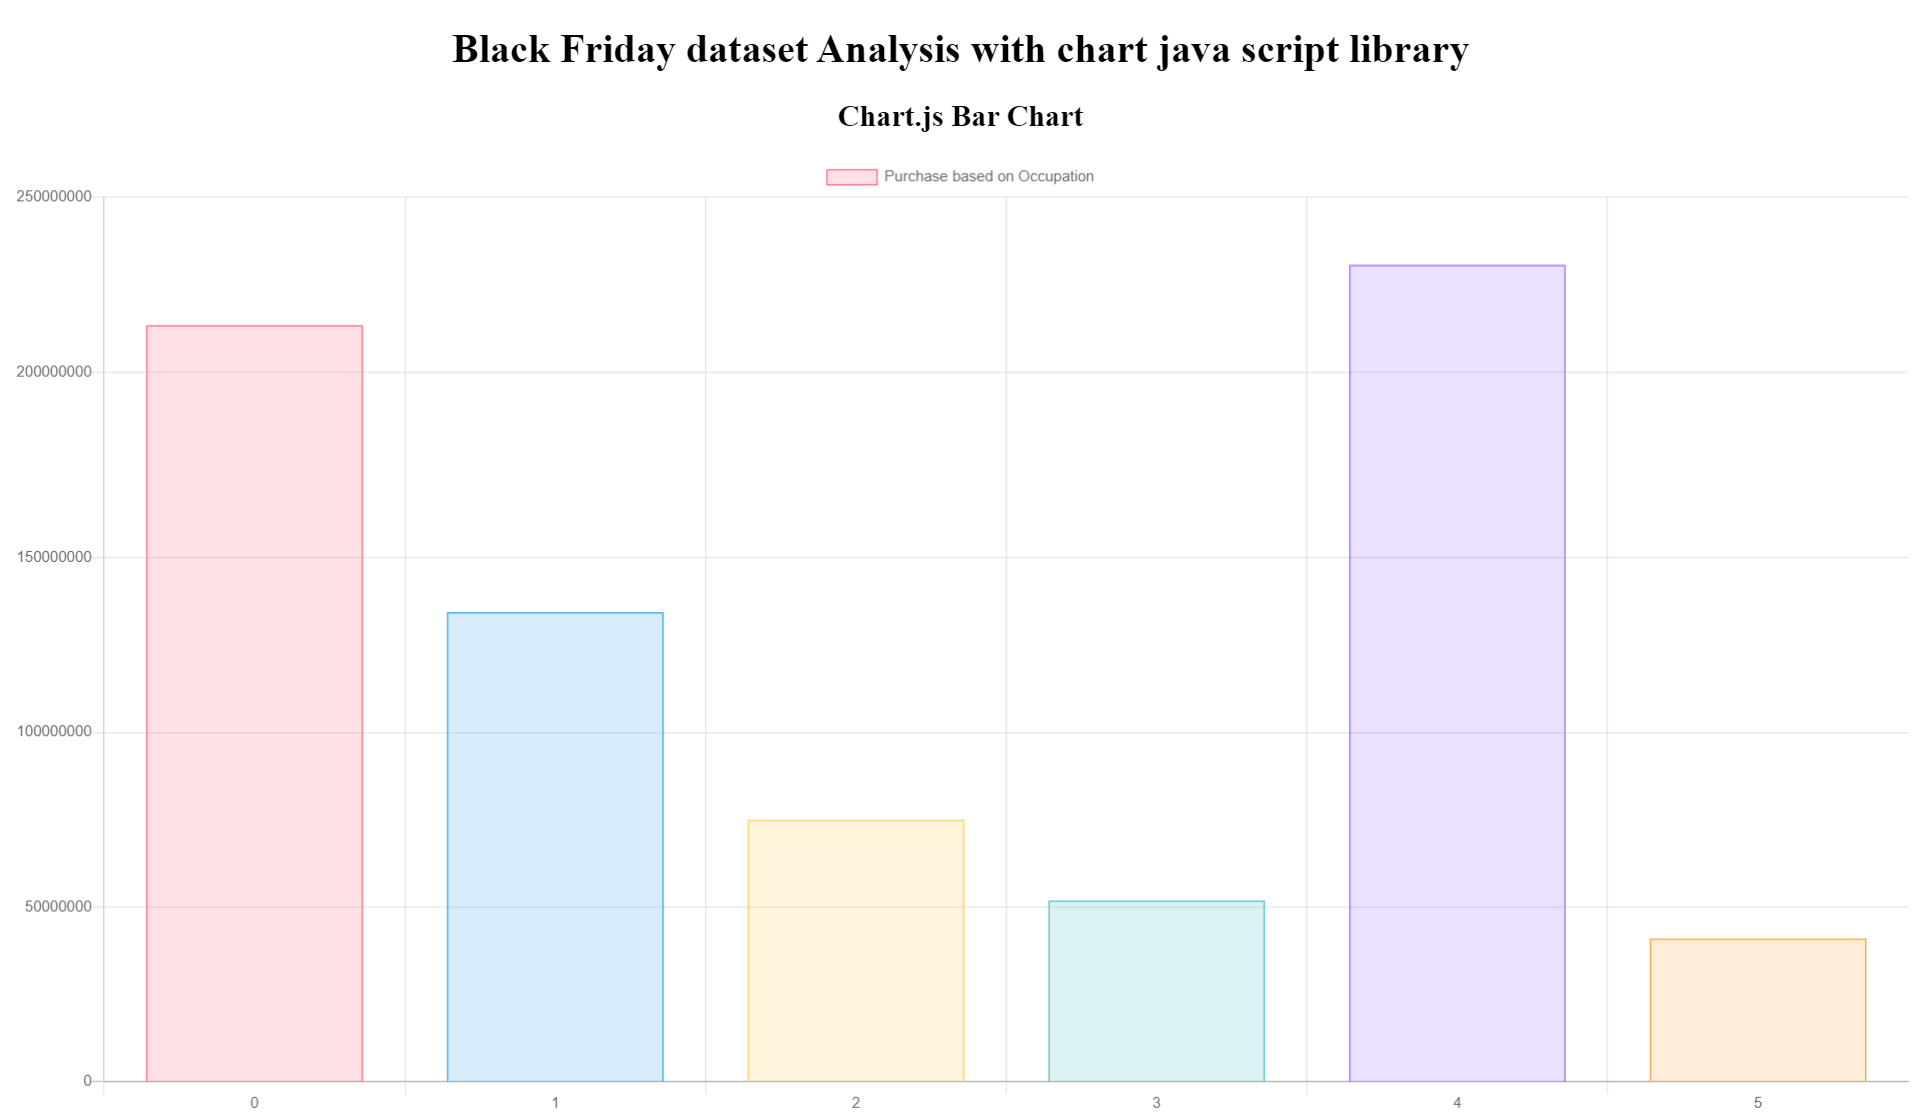 Black Friday dataset Analysis with chart java script library
Chart.js Bar Chart
Purchase based on Occupation
250000000
200000000
150000000
100000000
50000000
0
0 1 2 3 4 5